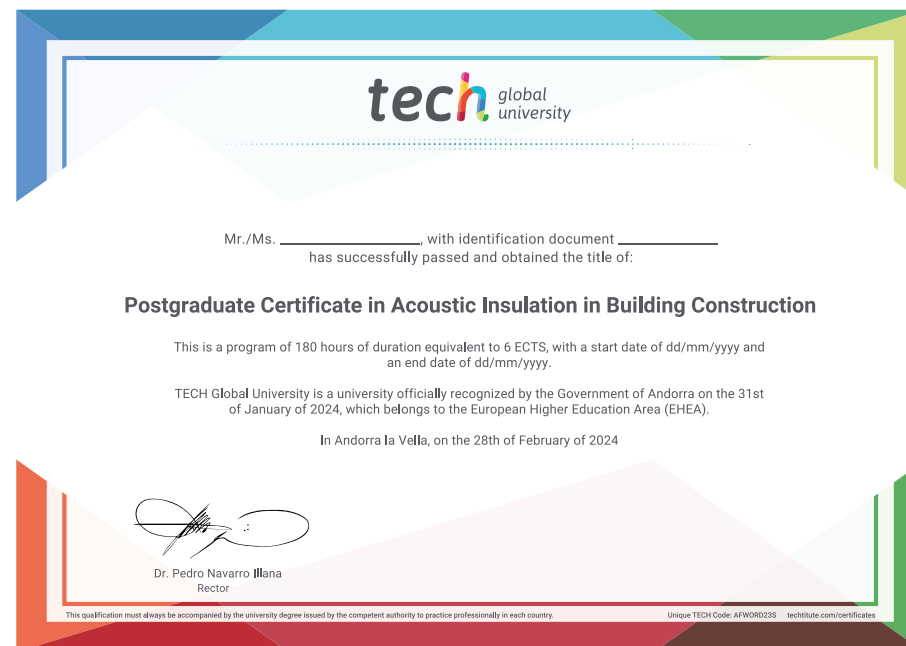 tech global university
Mr./Ms. ____________________, with identification document ______________
has successfully passed and obtained the title of:
Postgraduate Certificate in Acoustic Insulation in Building Construction
This is a program of 180 hours of duration equivalent to 6 ECTS, with a start date of dd/mm/yyyy and
an end date of dd/mm/yyyy.
TECH Global University is a university officially recognized by the Government of Andorra on the 31st
of January of 2024, which belongs to the European Higher Education Area (EHEA).
In Andorra la Vella, on the 28th of February of 2024
Dr. Pedro Navarro Illana
Rector
This qualification must always be accompanied by the university degree issued by the competent authority to practice professionally in each country.
Unique TECH Code: AFWORD23S techtitute.com/certificates